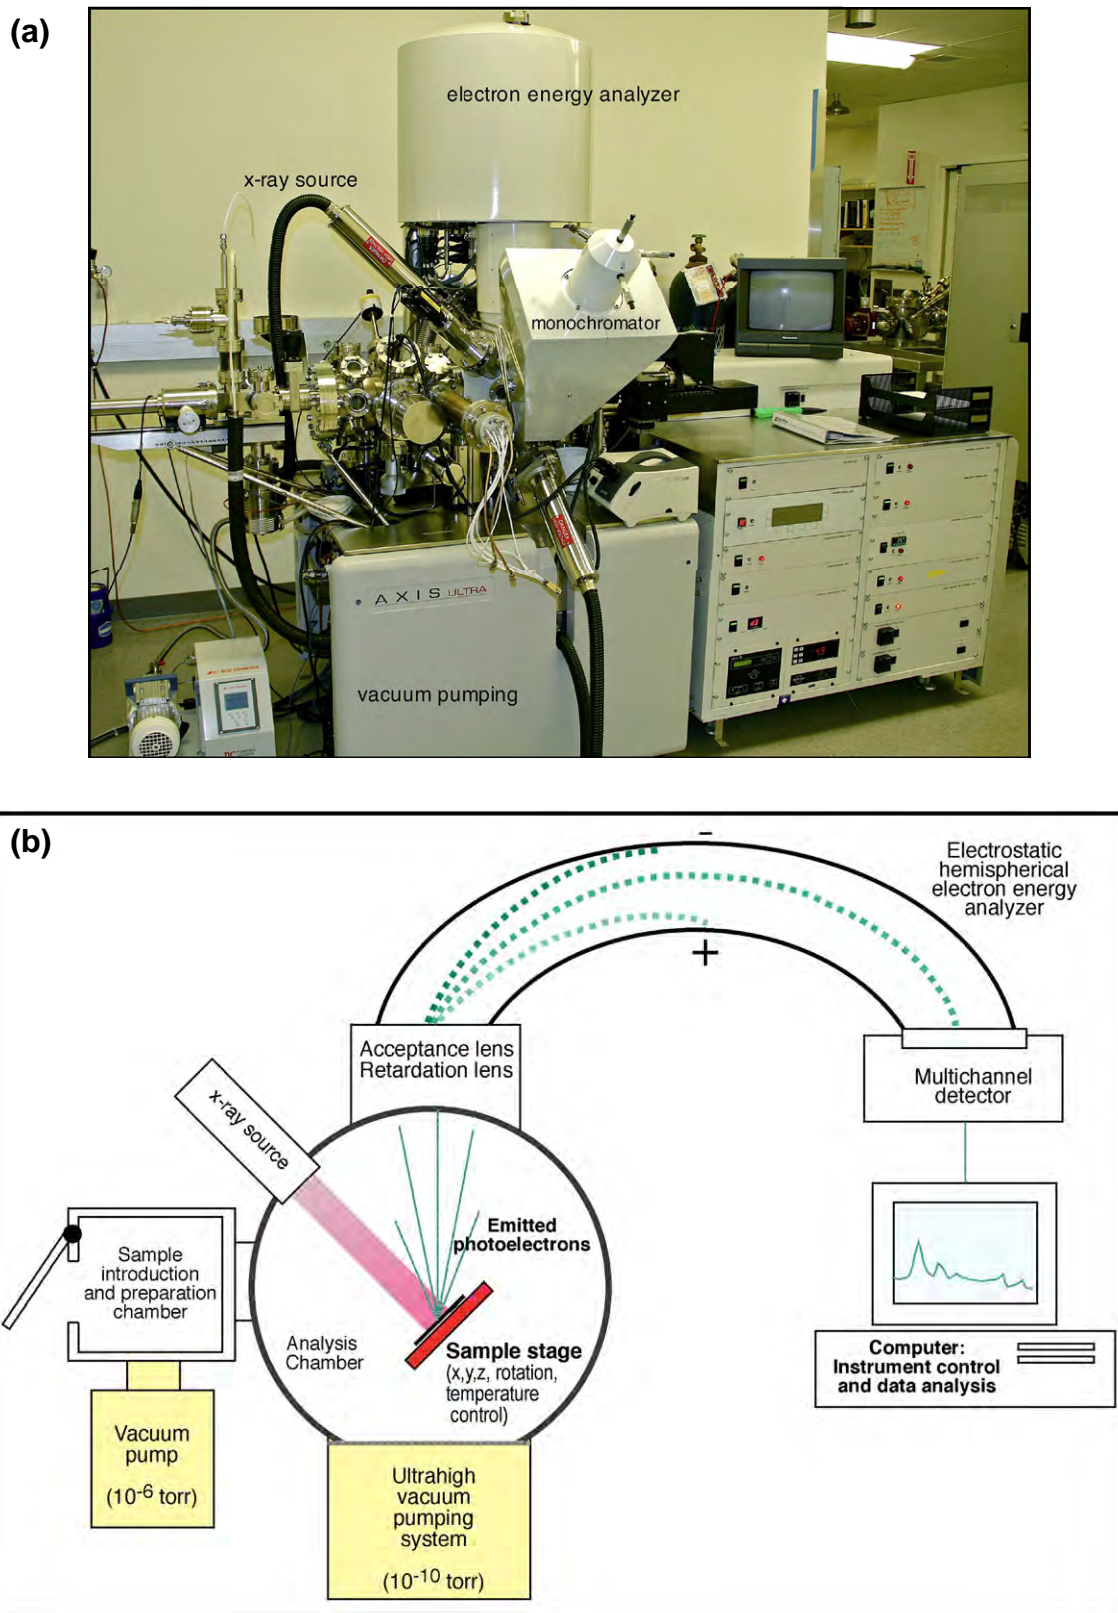 (a)
electron energy analyzer
x-ray source
monochromator
AXIS ULTRA
vacuum pumping
(b)
-
Electrostatic
hemispherical
electron energy
analyzer
+
Acceptance lens
Retardation lens
x-ray source
Multichannel
detector
Emitted
photoelectrons
Sample
introduction
and preparation
chamber
Analysis
Chamber
Sample stage
(x,y,z, rotation,
temperature
control)
Computer:
Instrument control
and data analysis
Vacuum
pump
(10-6 torr)
Ultrahigh
vacuum
pumping
system
(10-10 torr)